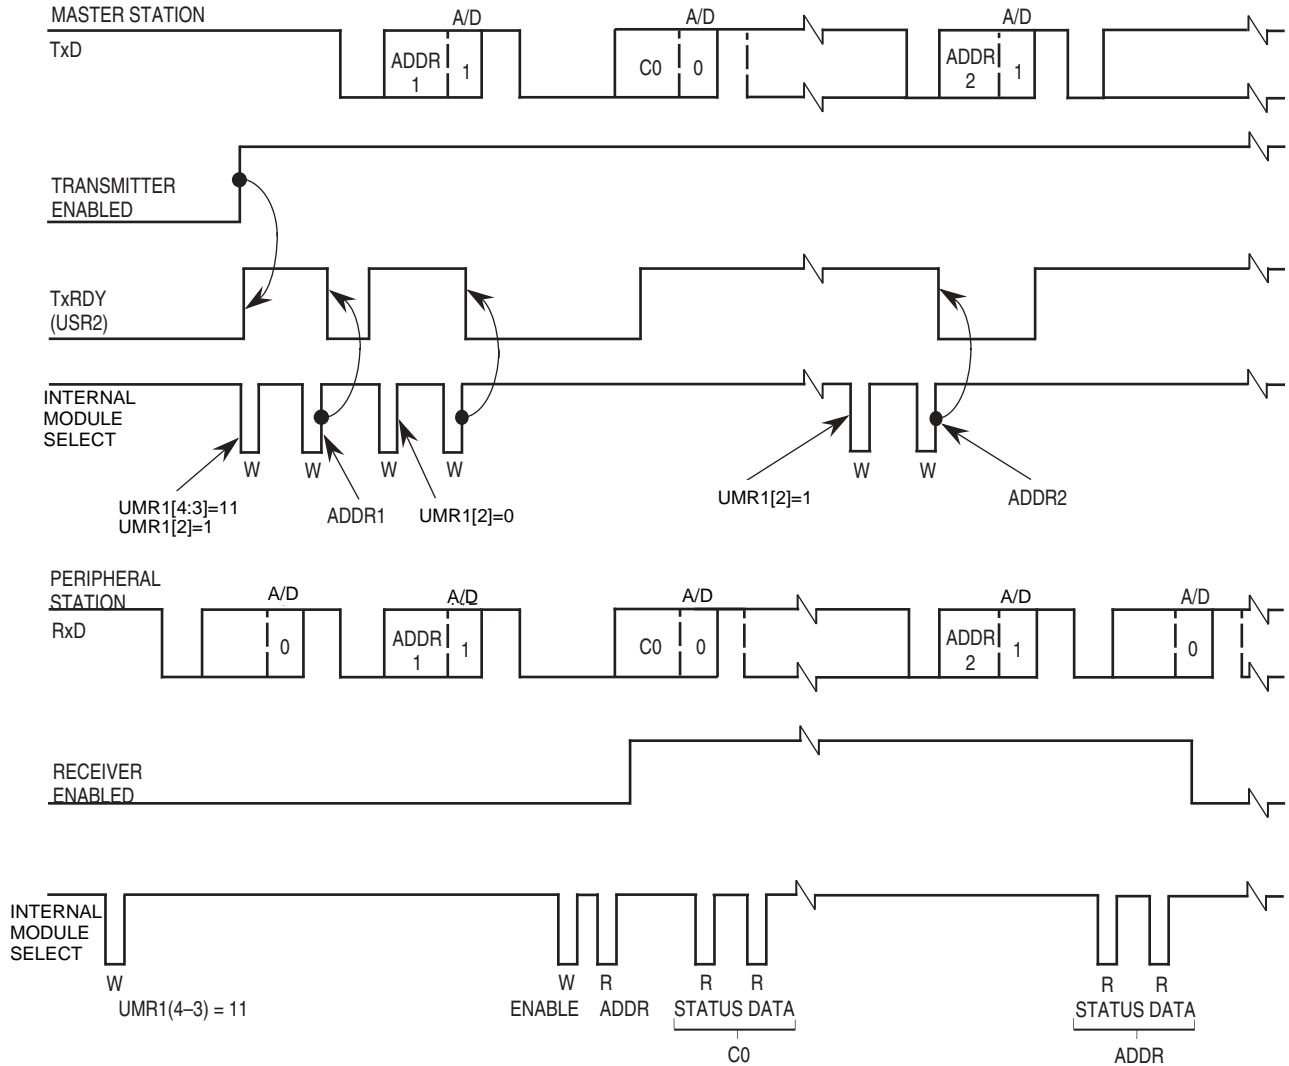 MASTER STATION
A/D A/D A/D
TxD
ADDR 1 1
C0 0
ADDR 2 1
TRANSMITTER
ENABLED
TxRDY
(USR2)
INTERNAL
MODULE
SELECT
W W W W W W
UMR1[4:3]=11
UMR1[2]=1
ADDR1
UMR1[2]=0
UMR1[2]=1
ADDR2
PERIPHERAL
STATION
A/D A/D A/D A/D A/D
RxD
0
ADDR 1 1
C0 0
ADDR 2 1
0
RECEIVER
ENABLED
INTERNAL
MODULE
SELECT
W W R R R R R
UMR1(4–3) = 11
ENABLE ADDR STATUS DATA STATUS DATA
C0 ADDR